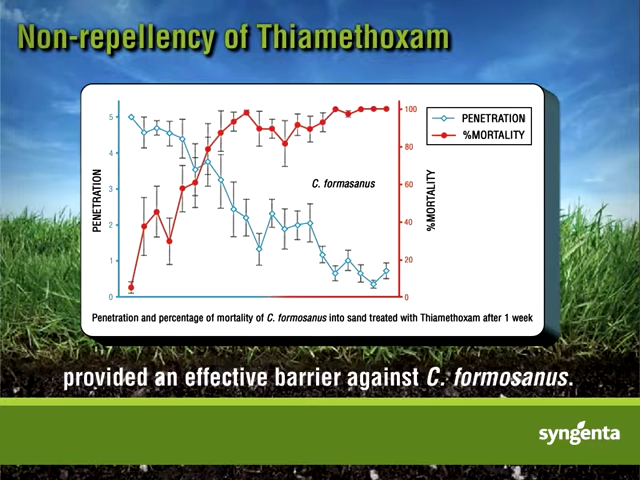 Non-repellency of Thiamethoxam
PENETRATION
%MORTALITY
5
4
3
2
1
0
PENETRATION
100
80
60
40
20
0
%MORTALITY
C. formasanus
Penetration and percentage of mortality of C. formosanus into sand treated with Thiamethoxam after 1 week
provided an effective barrier against C. formosanus.
syngenta